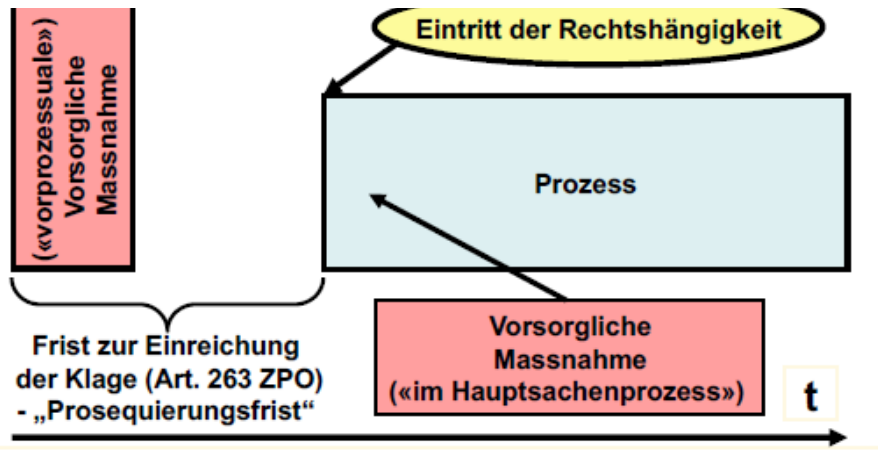 Eintritt der Rechtshängigkeit
(«vorprozessuale»)
Vorsorgliche
Massnahme
Prozess
Frist zur Einreichung
der Klage (Art. 263 ZPO)
- „Prosequierungsfrist“
Vorsorgliche
Massnahme
(«im Hauptsachenprozess»)
t